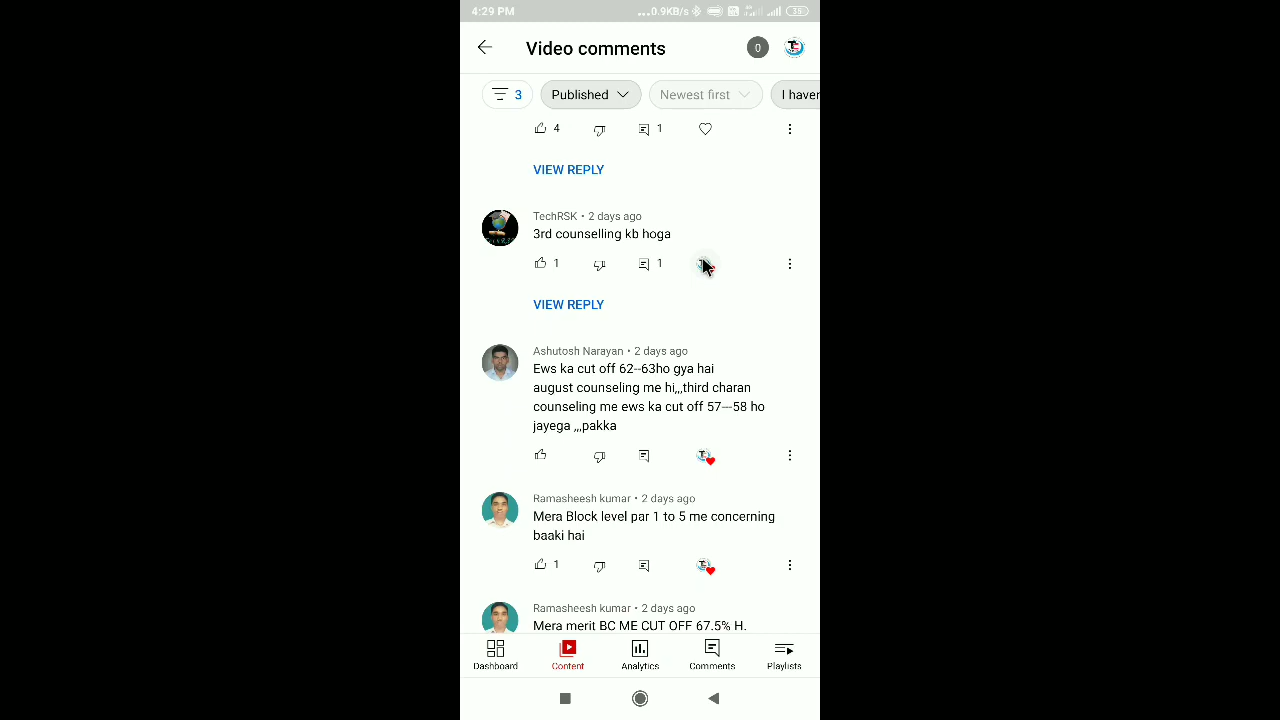 4:29 PM
...0.9KB/s
35
Video comments
0
3
Published
Newest first
I haven
4
1
VIEW REPLY
TechRSK • 2 days ago
3rd counselling kb hoga
1
1
VIEW REPLY
Ashutosh Narayan • 2 days ago
Ews ka cut off 62--63ho gya hai
august counseling me hi,,,third charan
counseling me ews ka cut off 57---58 ho
jayega ,,,pakka
Ramasheesh kumar • 2 days ago
Mera Block level par 1 to 5 me concerning
baaki hai
1
Ramasheesh kumar • 2 days ago
Mera merit BC ME CUT OFF 67.5% H.
Dashboard
Content
Analytics
Comments
Playlists